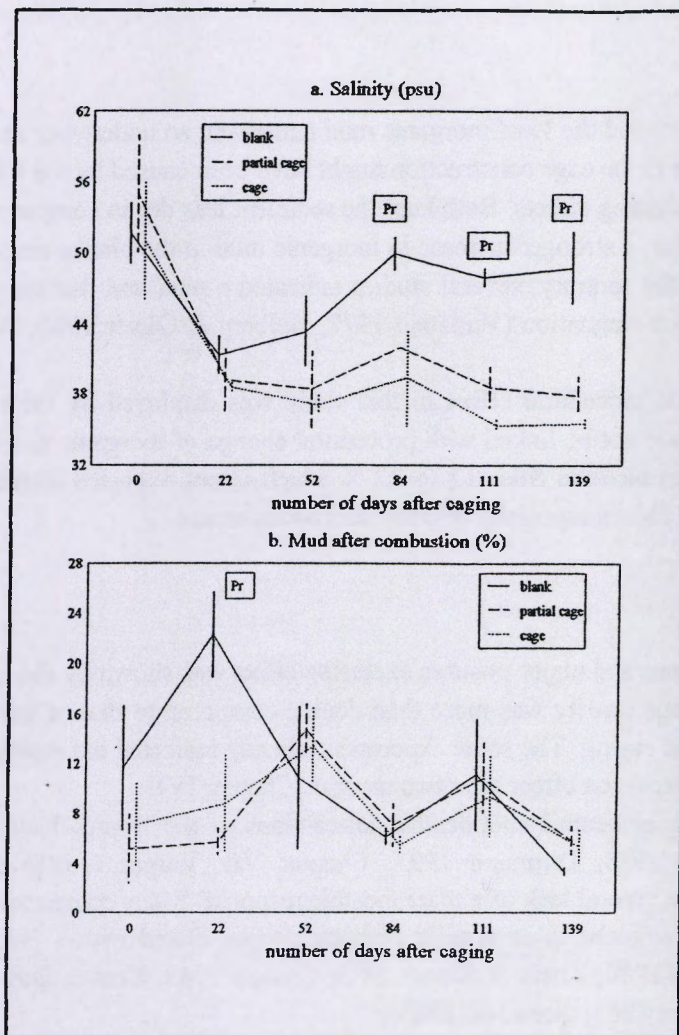 a. Salinity (psu)
62
56
50
44
38
32
blank
partial cage
cage
Pr
Pr
Pr
0 22 52 84 111 139
number of days after caging
b. Mud after combustion (%)
28
24
20
16
12
8
4
0
Pr
blank
partial cage
cage
0 22 52 84 111 139
number of days after caging